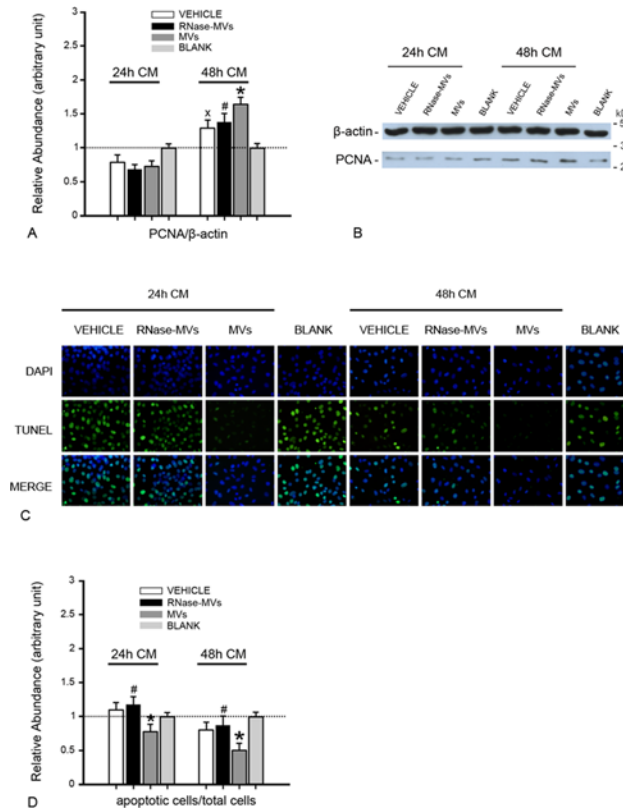 VEHICLE
RNase-MVs
MVs
BLANK
3
2.5
2
1.5
1
0.5
0
Relative Abundance (arbitrary unit)
24h CM
48h CM
x
#
*
PCNA/β-actin
A
24h CM
48h CM
VEHICLE
RNase-MVs
MVs
BLANK
VEHICLE
RNase-MVs
MVs
BLANK
β-actin
PCNA
B
24h CM
48h CM
VEHICLE RNase-MVs MVs BLANK VEHICLE RNase-MVs MVs BLANK
DAPI
TUNEL
MERGE
C
VEHICLE
RNase-MVs
MVs
BLANK
3
2.5
2
1.5
1
0.5
0
Relative Abundance (arbitrary unit)
24h CM
48h CM
#
*
#
*
apoptotic cells/total cells
D